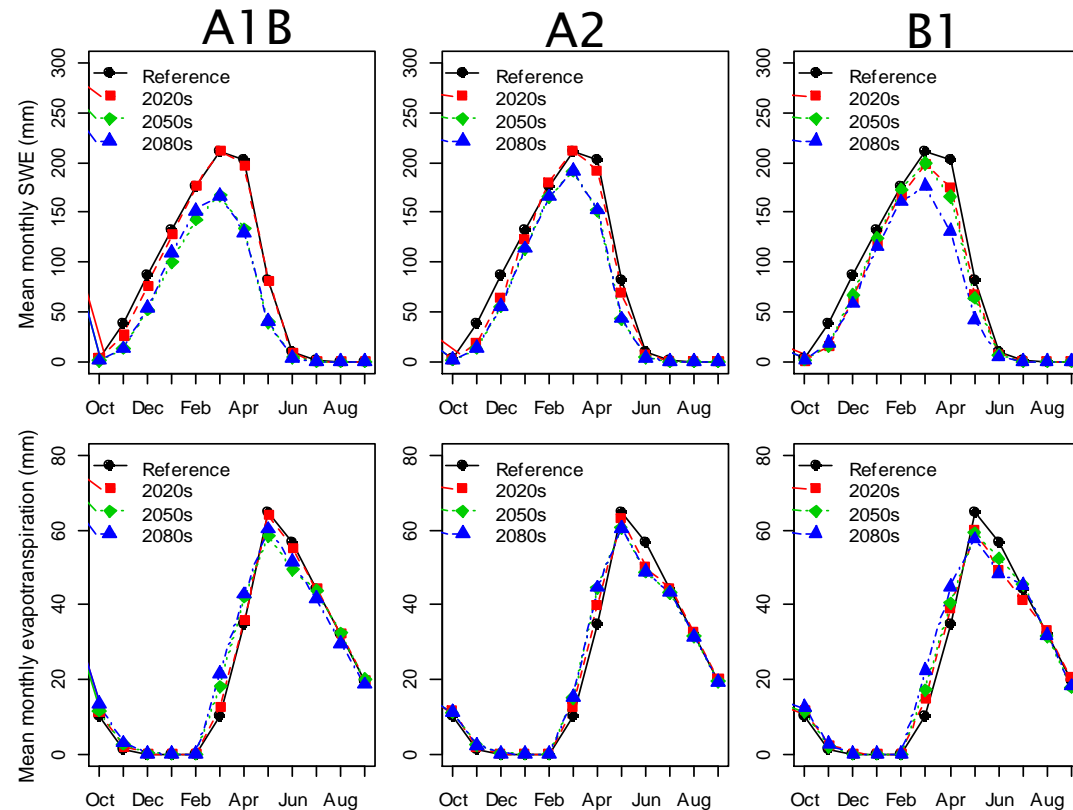 A1B
A2
B1
Mean monthly SWE (mm)
300
250
200
150
100
50
0
Reference
2020s
2050s
2080s
Oct Dec Feb Apr Jun Aug
300
250
200
150
100
50
0
Reference
2020s
2050s
2080s
Oct Dec Feb Apr Jun Aug
300
250
200
150
100
50
0
Reference
2020s
2050s
2080s
Oct Dec Feb Apr Jun Aug
Mean monthly evapotranspiration (mm)
80
60
40
20
0
Reference
2020s
2050s
2080s
Oct Dec Feb Apr Jun Aug
80
60
40
20
0
Reference
2020s
2050s
2080s
Oct Dec Feb Apr Jun Aug
80
60
40
20
0
Reference
2020s
2050s
2080s
Oct Dec Feb Apr Jun Aug